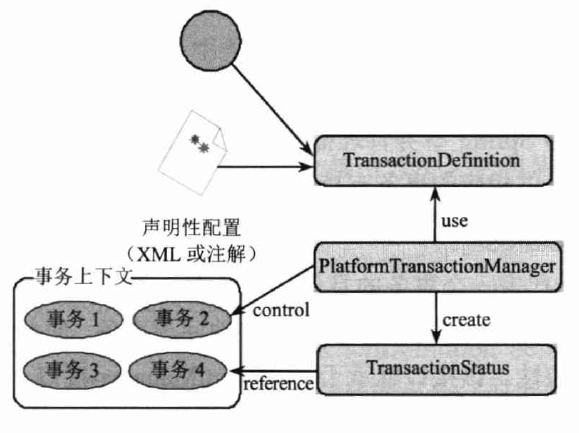 **
TransactionDefinition
声明性配置
（XML 或注解）
use
事务上下文
PlatformTransactionManager
事务 1
事务 2
control
create
事务 3
事务 4
reference
TransactionStatus